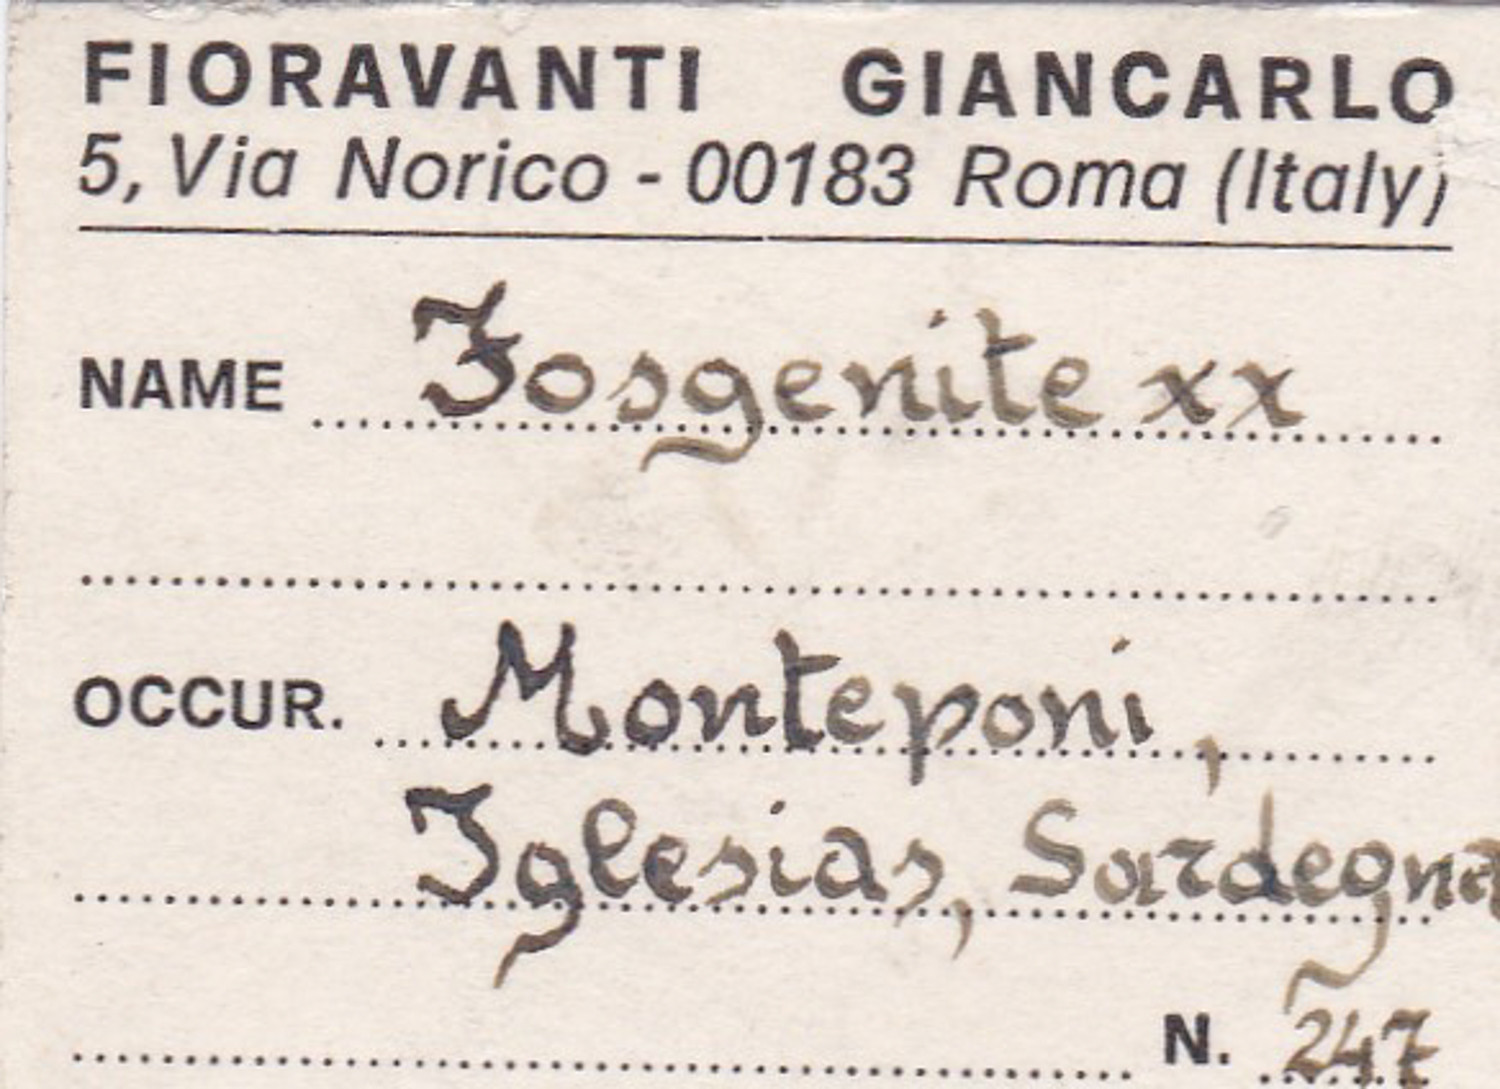 FIORAVANTI GIANCARLO
5, Via Norico - 00183 Roma (Italy)
NAME Fosgenite xx
OCCUR. Monteponi,
Iglesias, Sardegna
N. 247